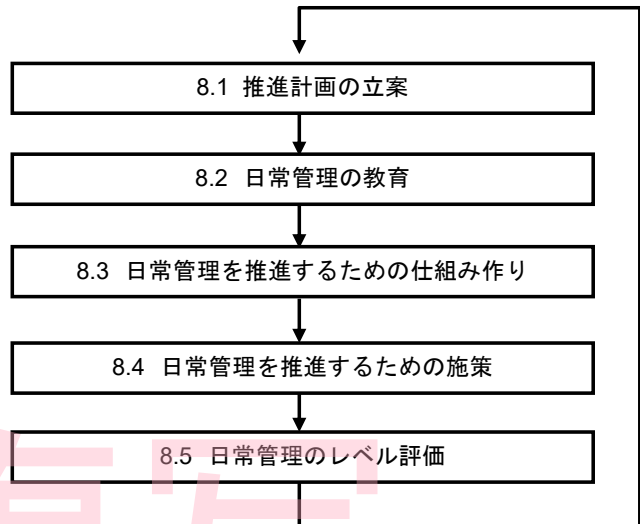 8.1 推進計画の立案
8.2 日常管理の教育
8.3 日常管理を推進するための仕組み作り
8.4 日常管理を推進するための施策
8.5 日常管理のレベル評価